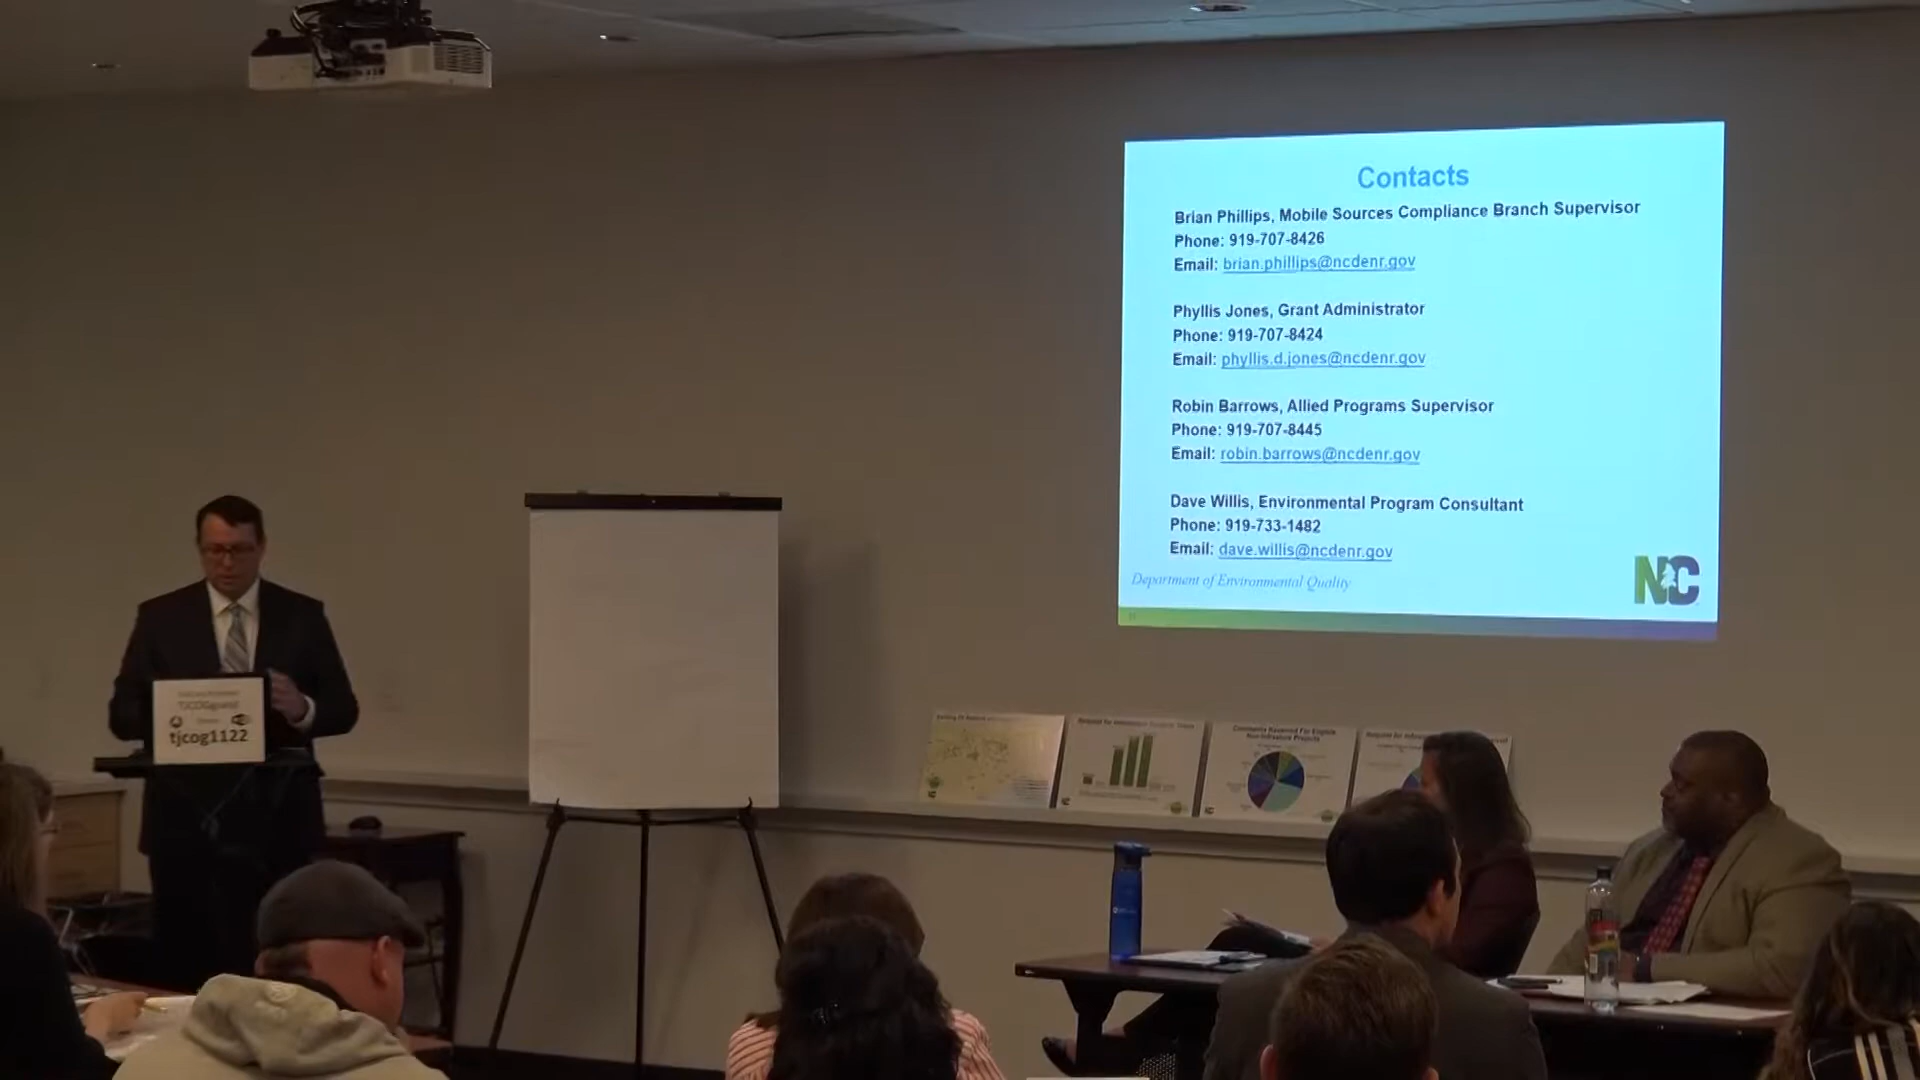 Contacts
Brian Phillips, Mobile Sources Compliance Branch Supervisor
Phone: 919-707-8426
Email: brian.phillips@ncdenr.gov
Phyllis Jones, Grant Administrator
Phone: 919-707-8424
Email: phyllis.d.jones@ncdenr.gov
Robin Barrows, Allied Programs Supervisor
Phone: 919-707-8445
Email: robin.barrows@ncdenr.gov
Dave Willis, Environmental Program Consultant
Phone: 919-733-1482
Email: dave.willis@ncdenr.gov
Department of Environmental Quality
NC
tjcog1122